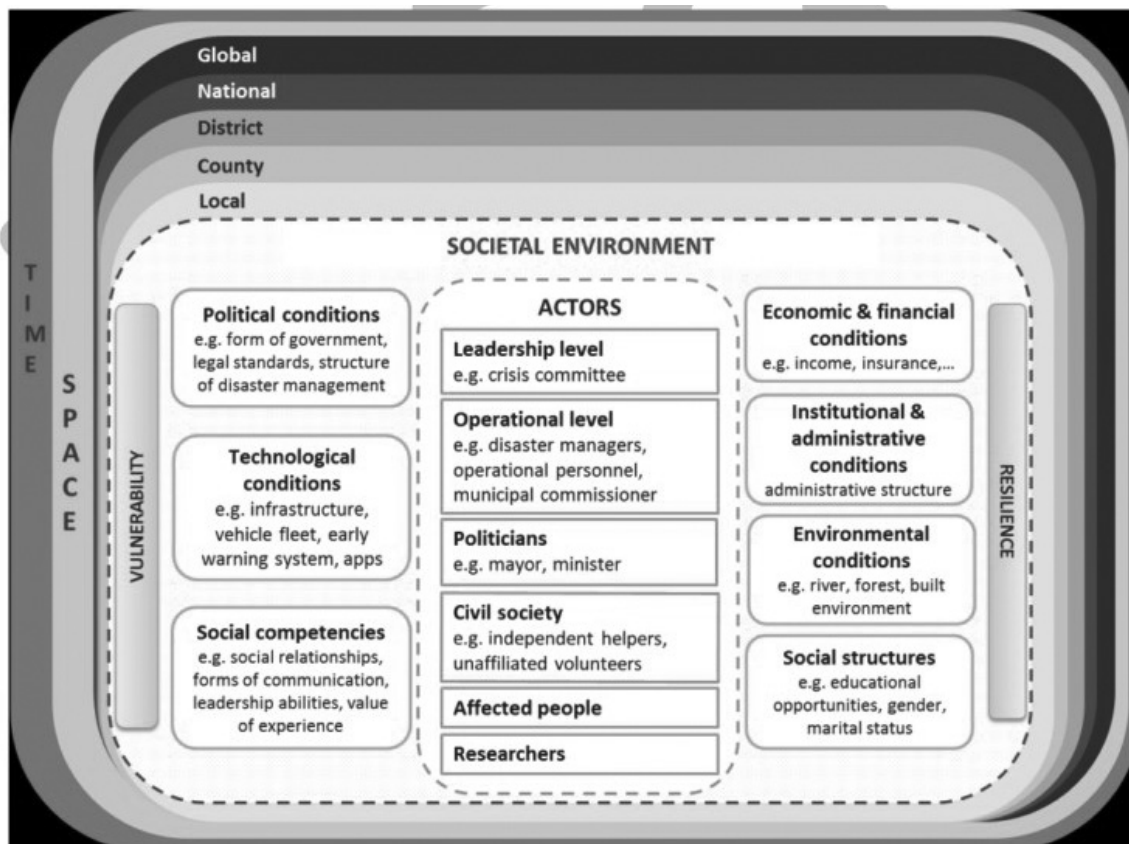 Global
National
District
County
Local
TIME
SPACE
SOCIETAL ENVIRONMENT
VULNERABILITY
Political conditions
e.g. form of government,
legal standards, structure
of disaster management
Technological
conditions
e.g. infrastructure,
vehicle fleet, early
warning system, apps
Social competencies
e.g. social relationships,
forms of communication,
leadership abilities, value
of experience
ACTORS
Leadership level
e.g. crisis committee
Operational level
e.g. disaster managers,
operational personnel,
municipal commissioner
Politicians
e.g. mayor, minister
Civil society
e.g. independent helpers,
unaffiliated volunteers
Affected people
Researchers
Economic & financial
conditions
e.g. income, insurance,...
Institutional &
administrative
conditions
administrative structure
Environmental
conditions
e.g. river, forest, built
environment
Social structures
e.g. educational
opportunities, gender,
marital status
RESILIENCE